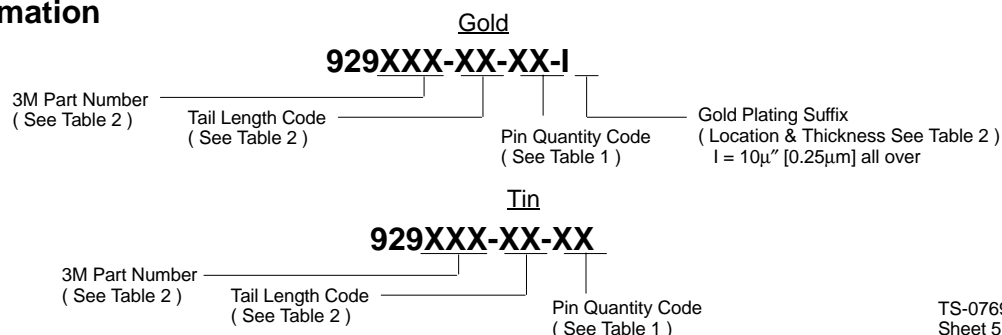 mation
Gold
929XXX-XX-XX-I
3M Part Number
( See Table 2 )
Tail Length Code
( See Table 2 )
Pin Quantity Code
( See Table 1 )
Gold Plating Suffix
( Location & Thickness See Table 2 )
I = 10µ″ [0.25µm] all over
Tin
929XXX-XX-XX
3M Part Number
( See Table 2 )
Tail Length Code
( See Table 2 )
Pin Quantity Code
( See Table 1 )
TS-0769
Sheet 5